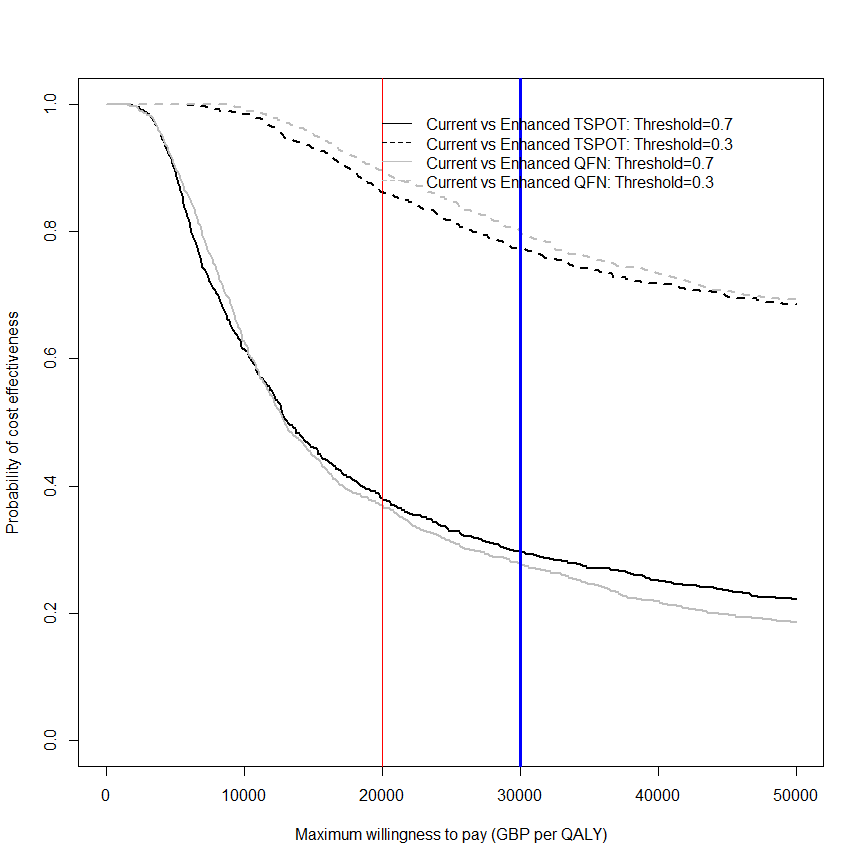 Current vs Enhanced TSPOT: Threshold=0.7
Current vs Enhanced TSPOT: Threshold=0.3
Current vs Enhanced QFN: Threshold=0.7
Current vs Enhanced QFN: Threshold=0.3
Probability of cost effectiveness
1.0
0.8
0.6
0.4
0.2
0.0
0 10000 20000 30000 40000 50000
Maximum willingness to pay (GBP per QALY)